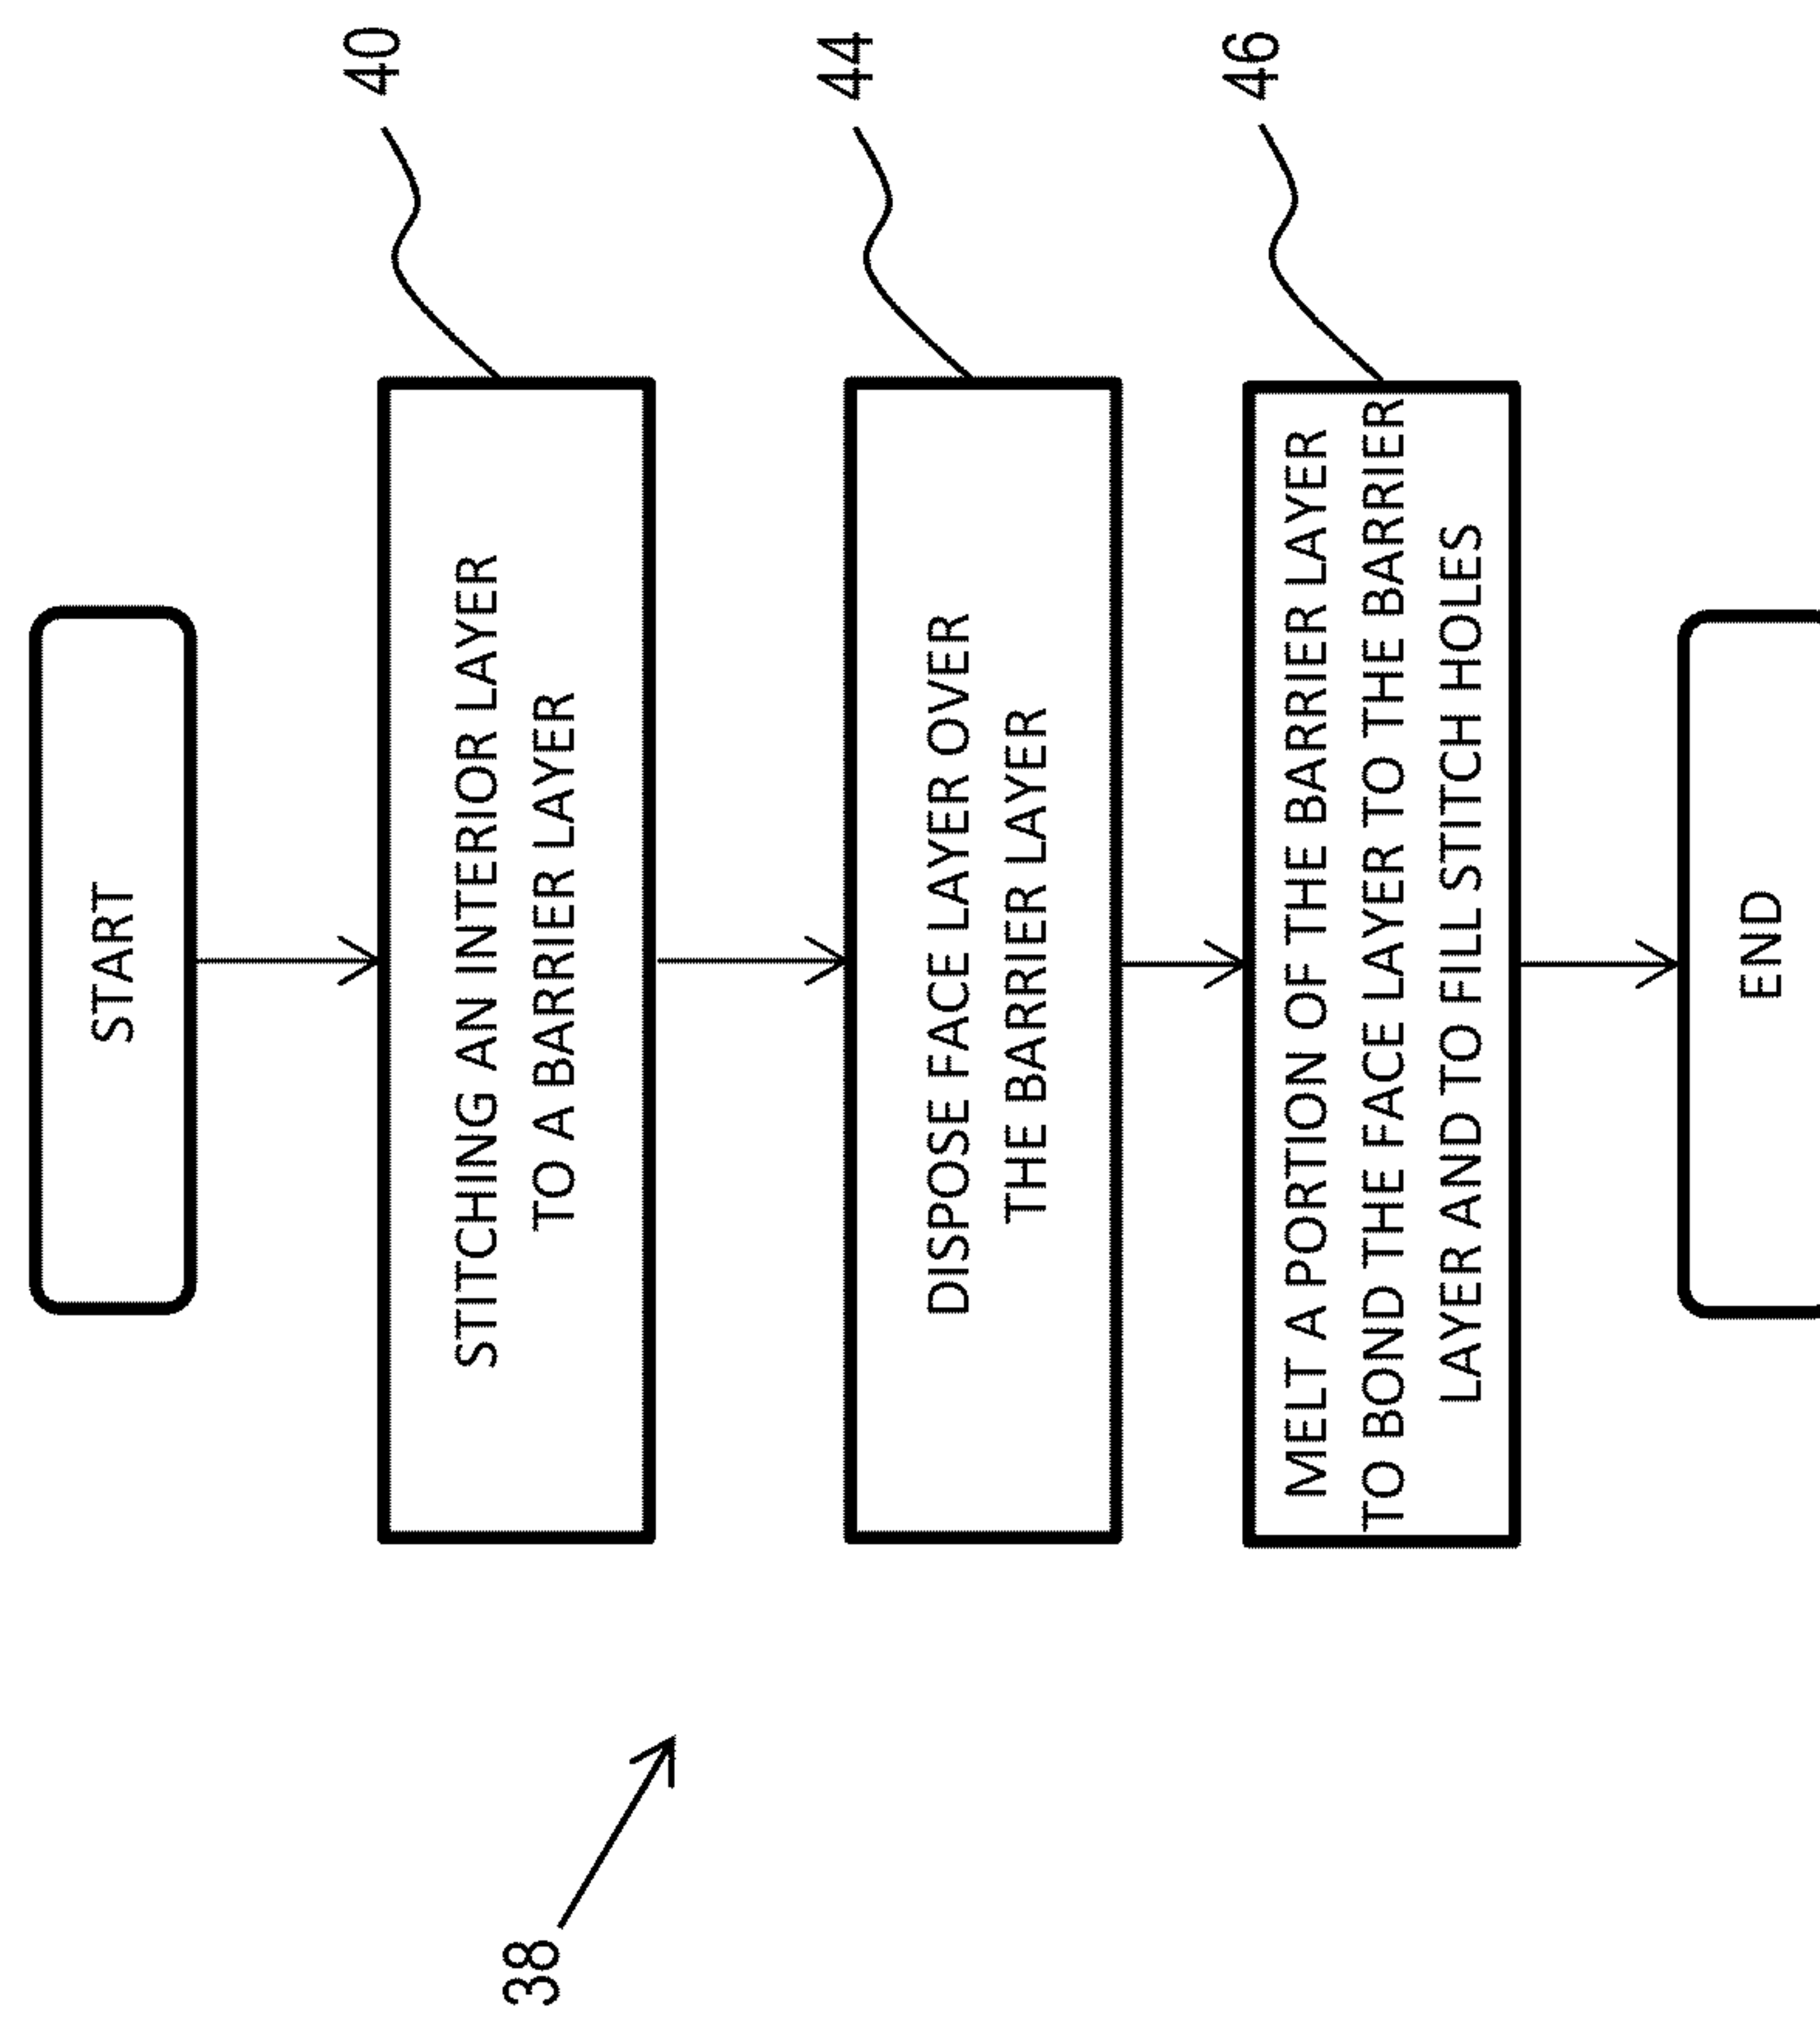 START
40
STITCHING AN INTERIOR LAYER
TO A BARRIER LAYER
44
DISPOSE FACE LAYER OVER
THE BARRIER LAYER
46
MELT A PORTION OF THE BARRIER LAYER
TO BOND THE FACE LAYER TO THE BARRIER
LAYER AND TO FILL STITCH HOLES
END
38